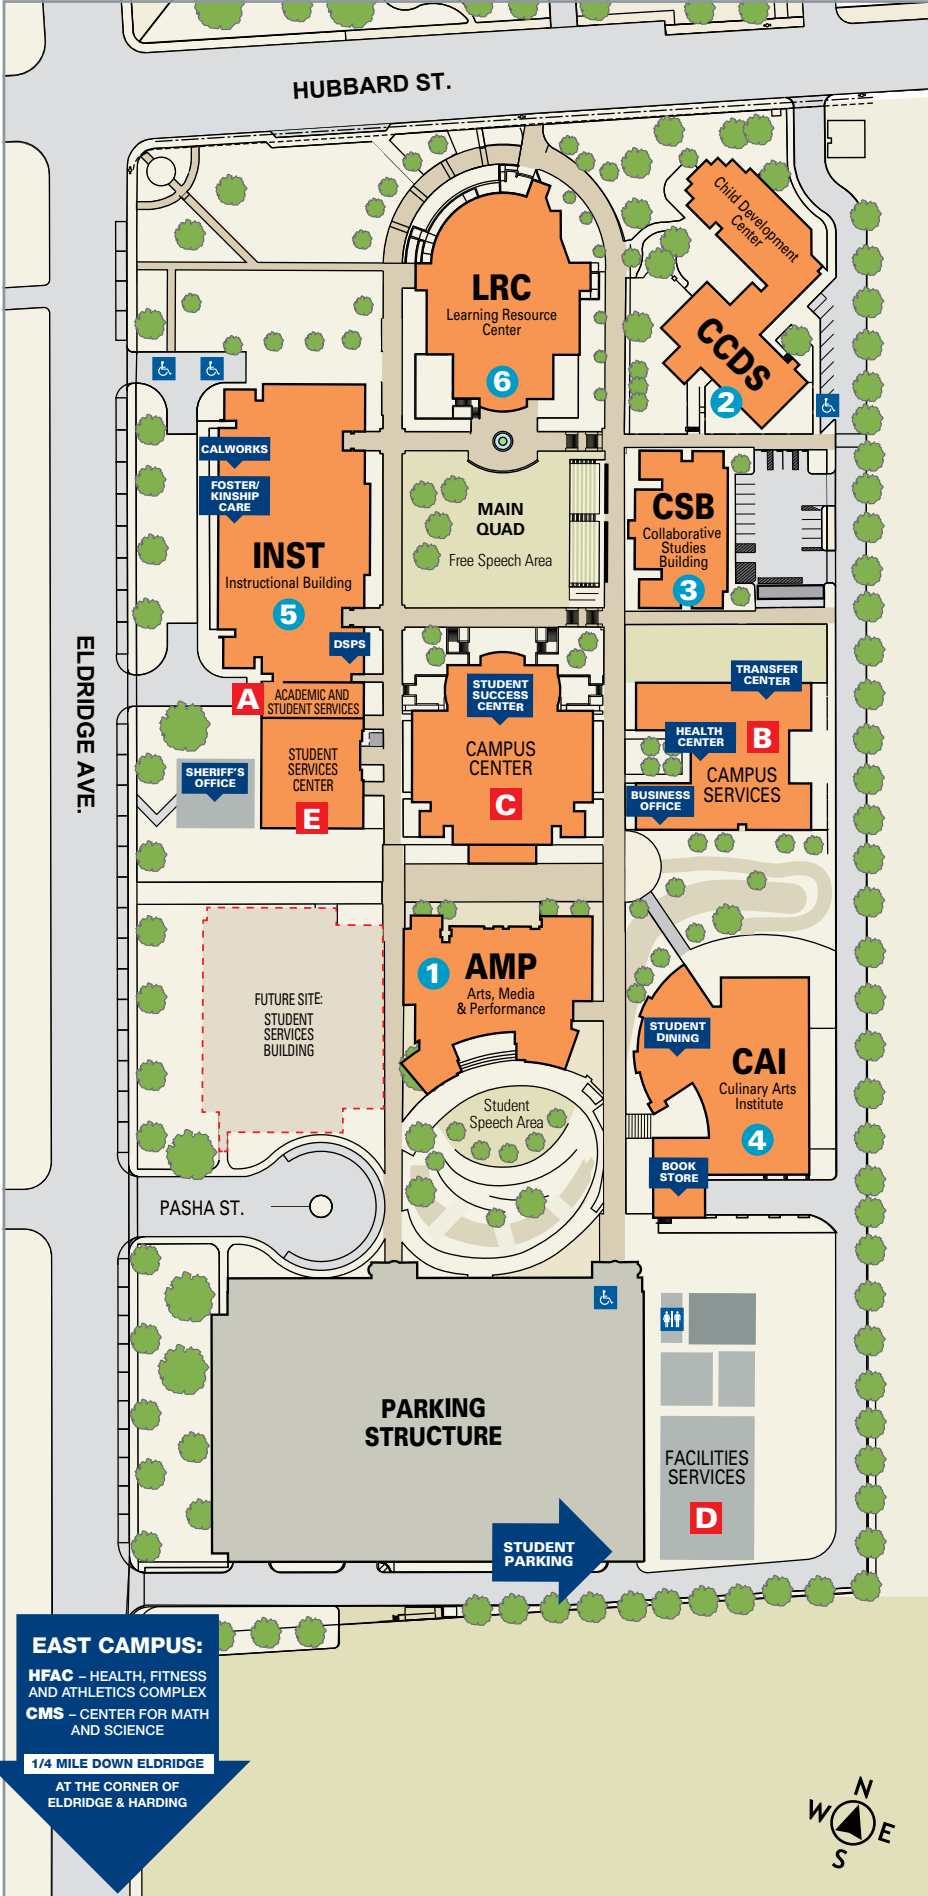 HUBBARD ST.
Child Development
Center
LRC
Learning Resource
Center
6
CCDS
2
CALWORKS
FOSTER/
KINSHIP
CARE
INST
Instructional Building
5
DSPS
MAIN
QUAD
Free Speech Area
CSB
Collaborative
Studies
Building
3
ELDRIDGE AVE.
A
ACADEMIC AND
STUDENT SERVICES
STUDENT
SERVICES
CENTER
E
SHERIFF'S
OFFICE
STUDENT
SUCCESS
CENTER
CAMPUS
CENTER
C
TRANSFER
CENTER
HEALTH
CENTER
B
CAMPUS
SERVICES
BUSINESS
OFFICE
FUTURE SITE:
STUDENT
SERVICES
BUILDING
1
AMP
Arts, Media
& Performance
Student
Speech Area
STUDENT
DINING
CAI
Culinary Arts
Institute
4
BOOK
STORE
PASHA ST.
PARKING
STRUCTURE
FACILITIES
SERVICES
D
STUDENT
PARKING
EAST CAMPUS:
HFAC – HEALTH, FITNESS
AND ATHLETICS COMPLEX
CMS – CENTER FOR MATH
AND SCIENCE
1/4 MILE DOWN ELDRIDGE
AT THE CORNER OF
ELDRIDGE & HARDING
N
W
E
S